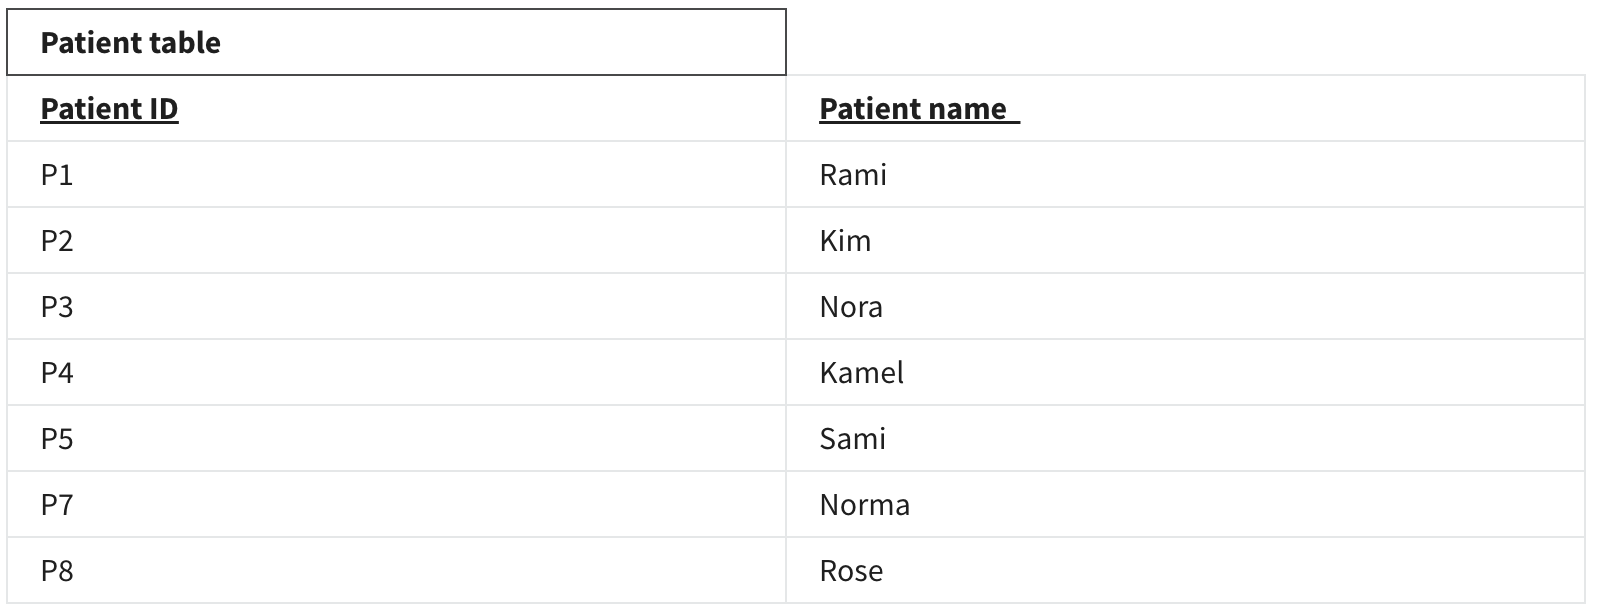 Patient table
Patient ID Patient name
P1 Rami
P2 Kim
P3 Nora
P4 Kamel
P5 Sami
P7 Norma
P8 Rose